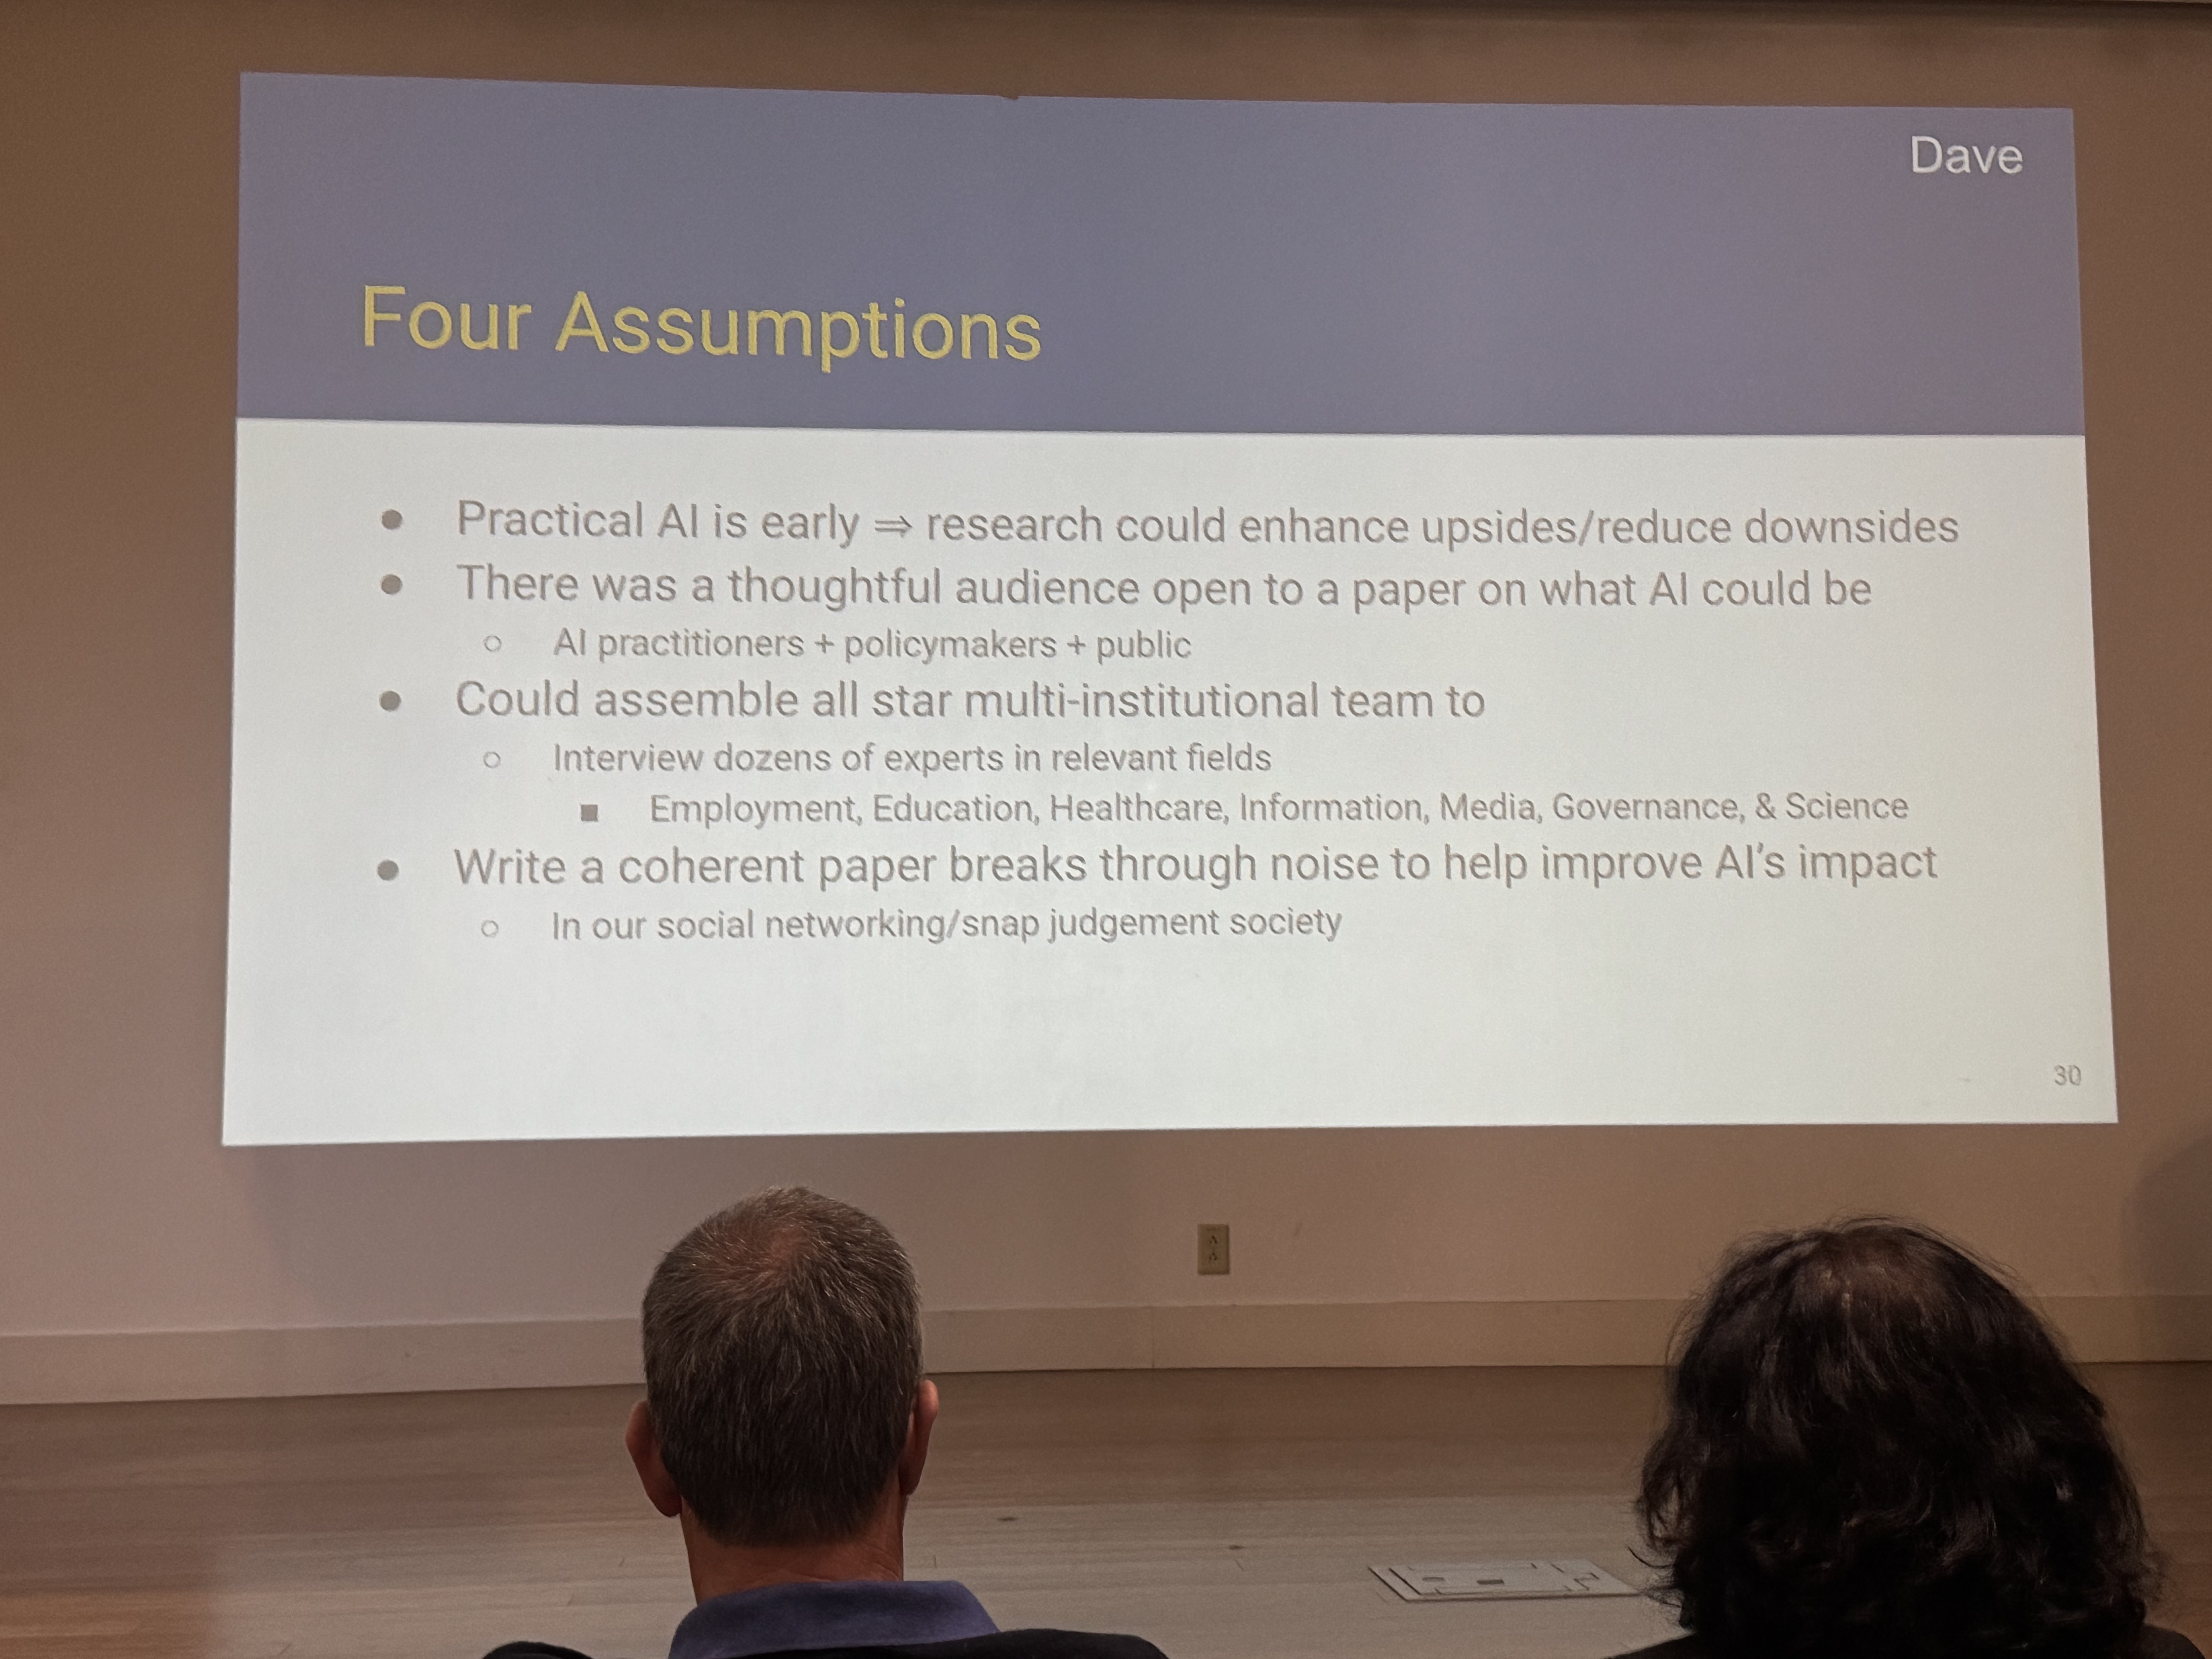 Dave
Four Assumptions
● Practical AI is early ⇒ research could enhance upsides/reduce downsides
● There was a thoughtful audience open to a paper on what AI could be
○ AI practitioners + policymakers + public
● Could assemble all star multi-institutional team to
○ Interview dozens of experts in relevant fields
■ Employment, Education, Healthcare, Information, Media, Governance, & Science
● Write a coherent paper breaks through noise to help improve AI's impact
○ In our social networking/snap judgement society
30